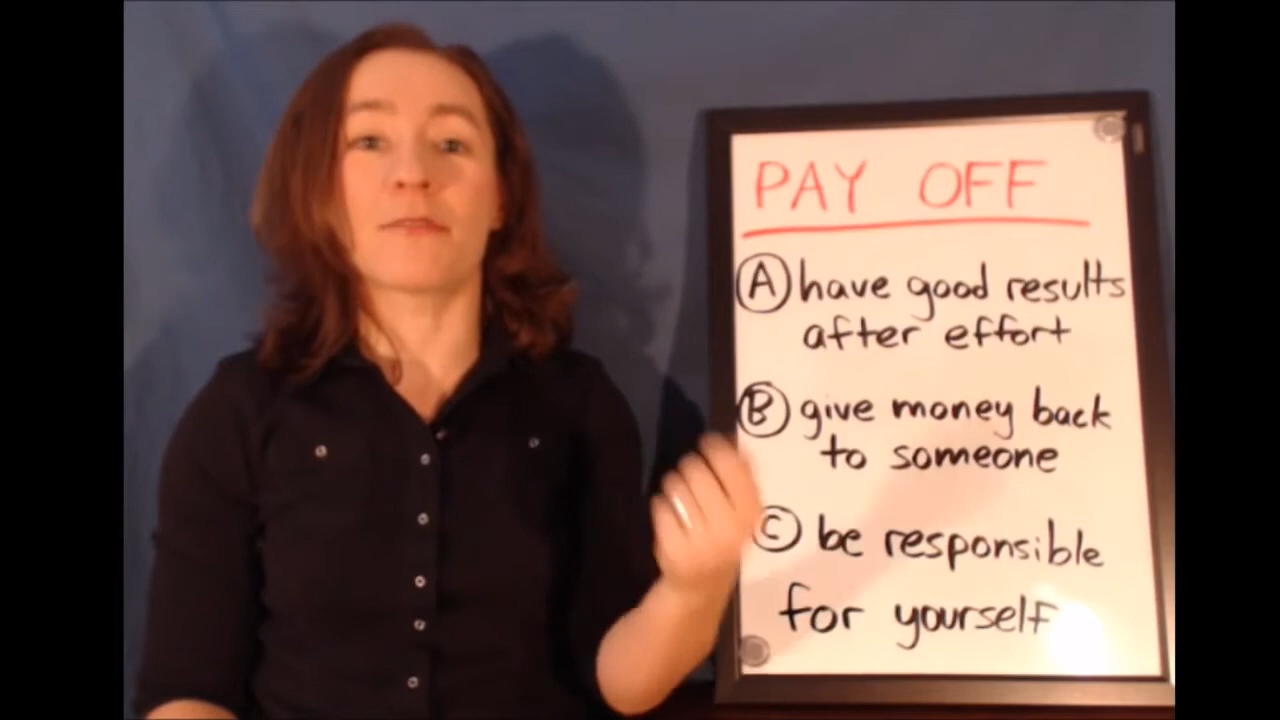 PAY OFF
A have good results
after effort
B give money back
to someone
C be responsible
for yourself